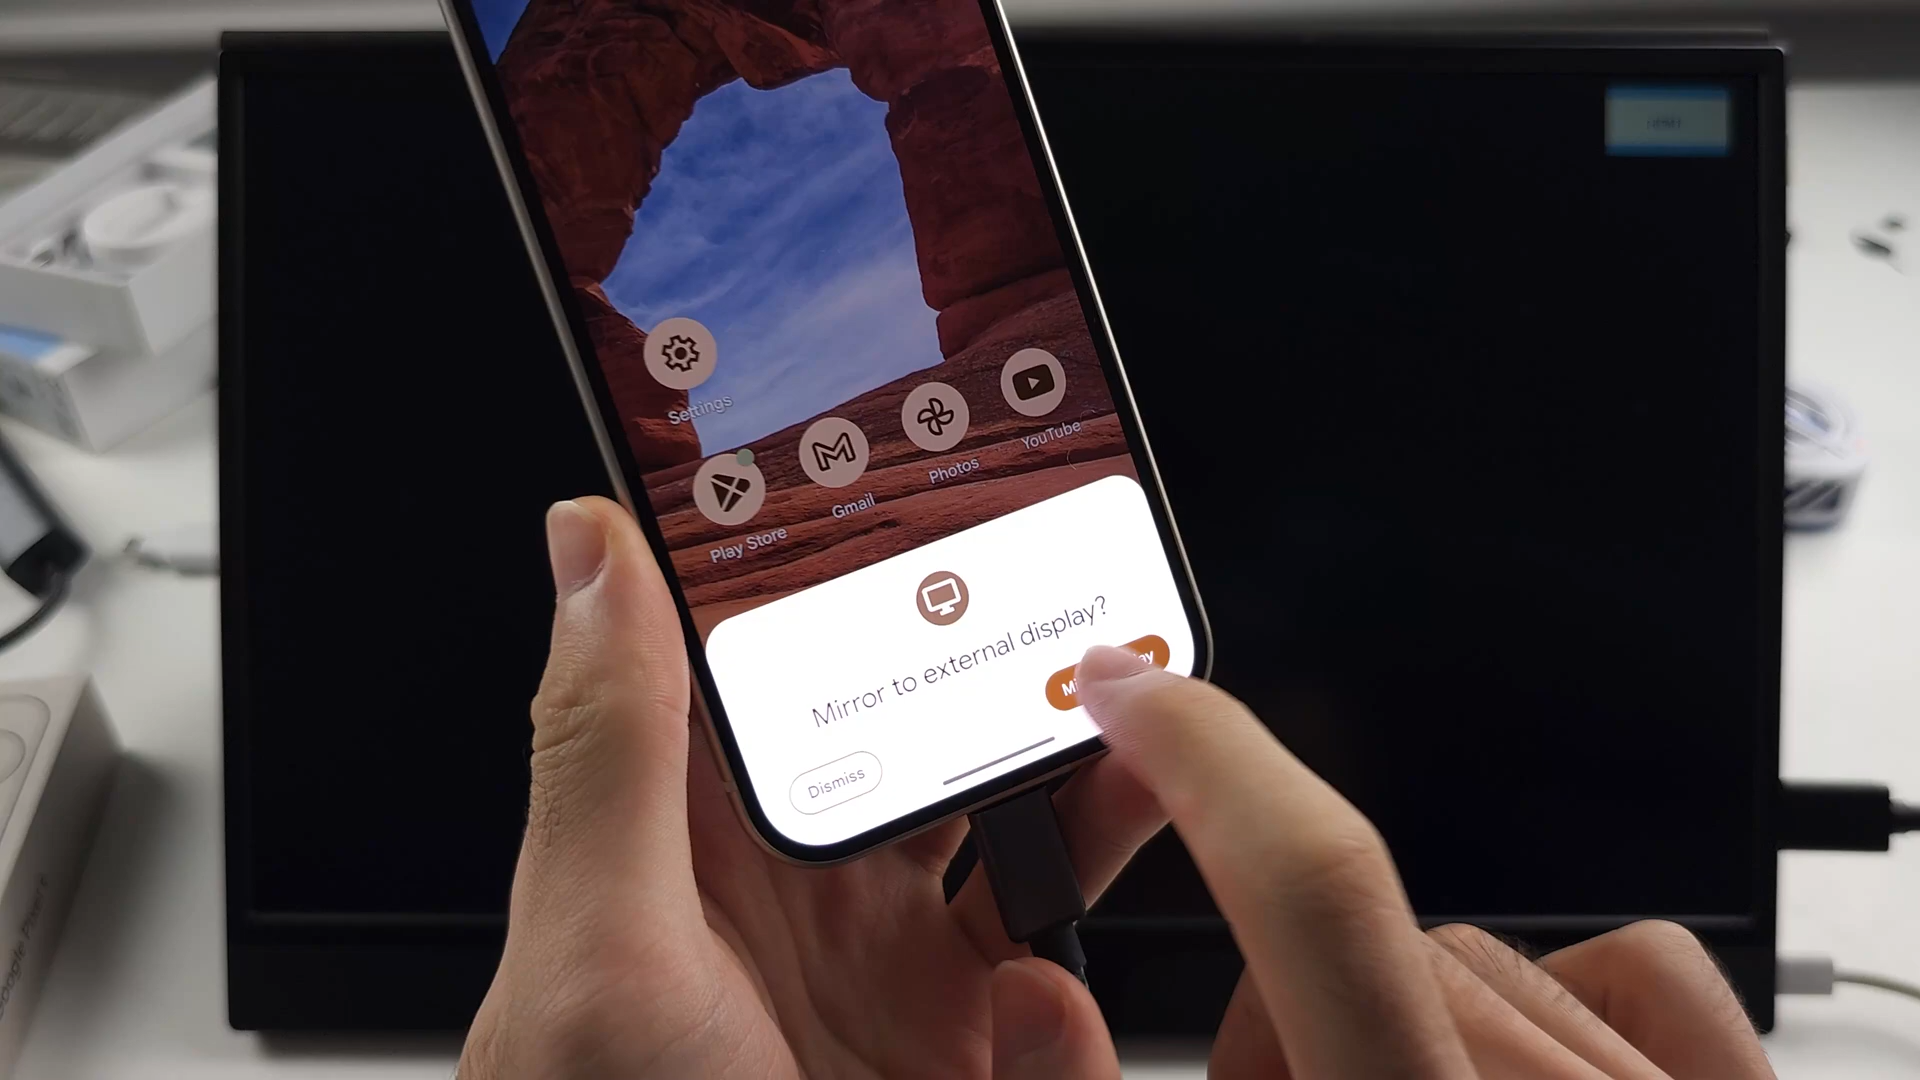 Settings
Play Store
Gmail
Photos
YouTube
Mirror to external display?
Dismiss